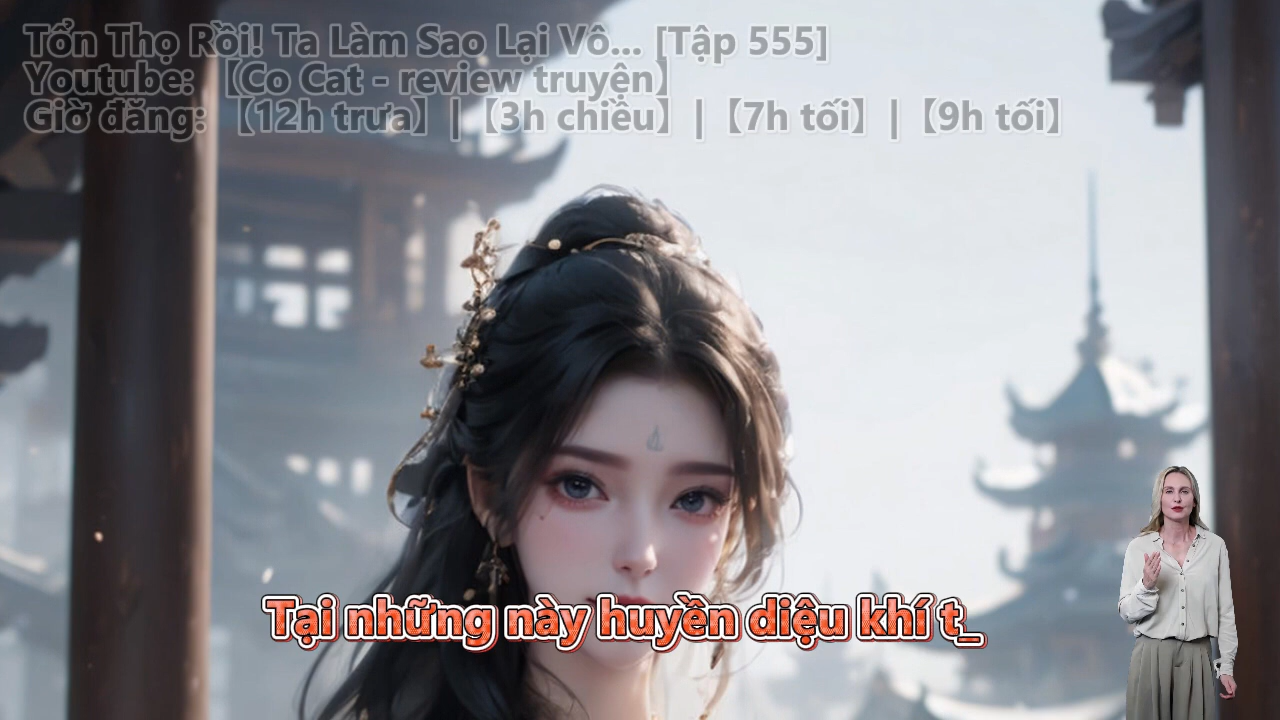 Tổn Thọ Rồi! Ta Làm Sao Lại Vô... [Tập 555]
Youtube: 【Co Cat - review truyện】
Giờ đăng: 【12h trưa】 | 【3h chiều】 | 【7h tối】 | 【9h tối】
Tại những này huyền diệu khí t_